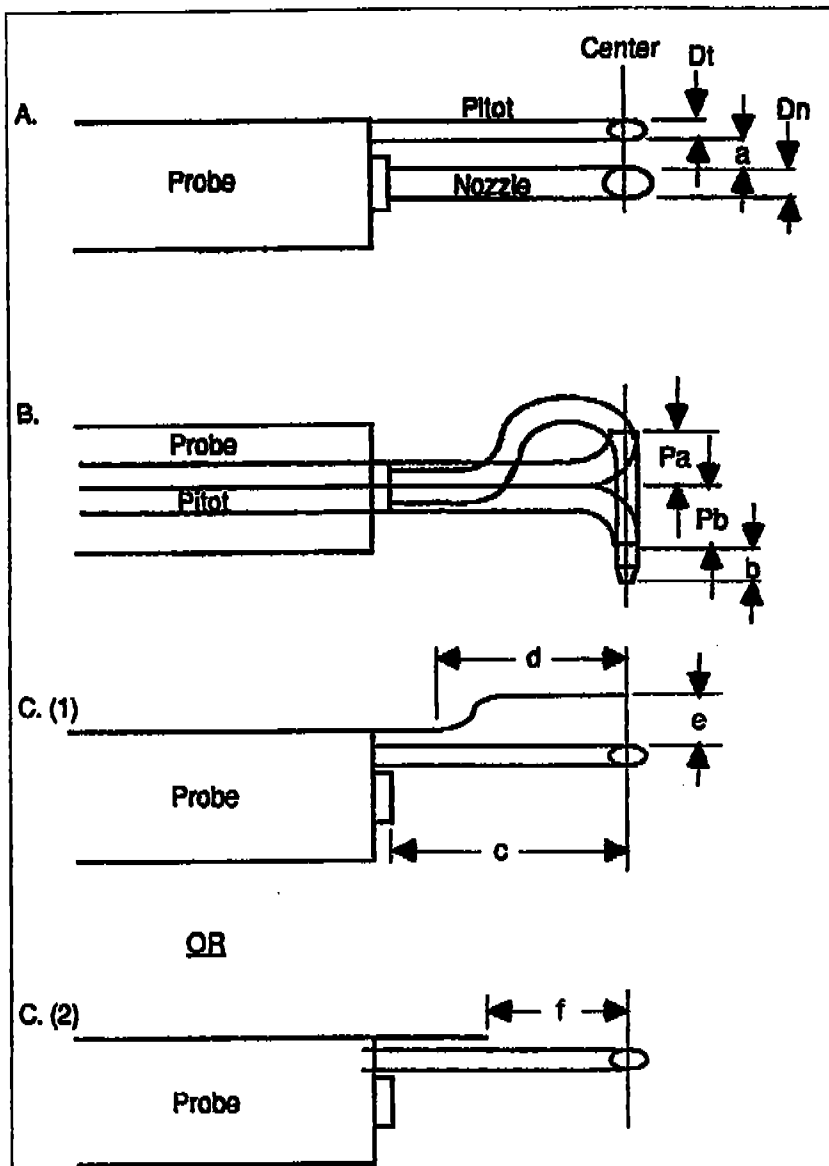 Center
Dt
A.
Pitot
Dn
a
Probe
Nozzle
B.
Probe
Pa
Pitot
Pb
b
d
C. (1)
e
Probe
c
OR
C. (2)
f
Probe